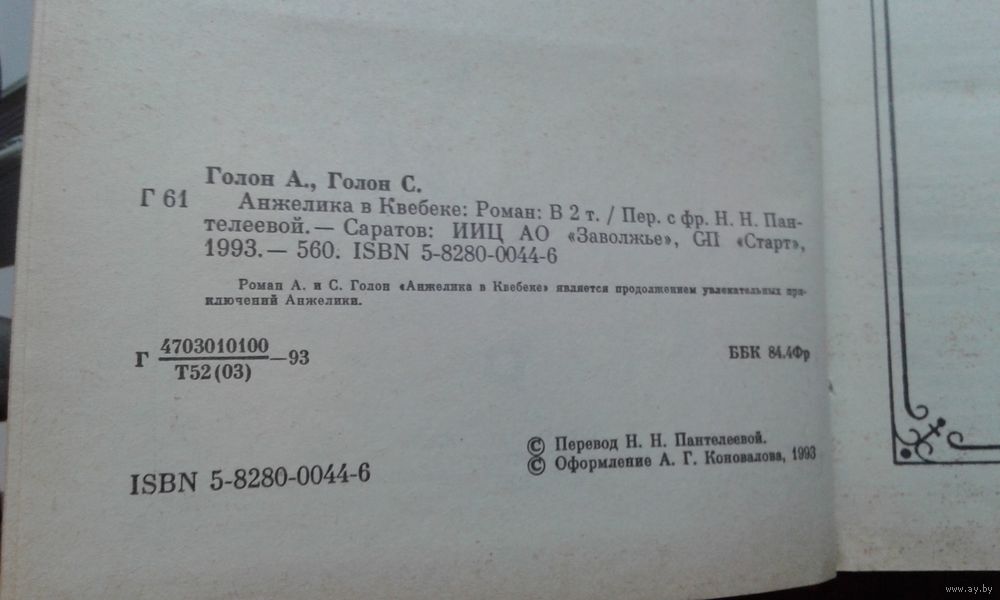 Голон А., Голон С.
Г 61
Анжелика в Квебеке: Роман: В 2 т. / Пер. с фр. Н. Н. Пан-
телеевой. — Саратов: ИИЦ АО «Заволжье», СП «Старт»,
1993. — 560. ISBN 5-8280-0044-6
Роман А. и С. Голон «Анжелика в Квебеке» является продолжением увлекательных при-
ключений Анжелики.
Г 4703010100 —93
Т52(03)
ББК 84.4Фр
© Перевод Н. Н. Пантелеевой.
© Оформление А. Г. Коновалова, 1993
ISBN 5-8280-0044-6
www.ay.by